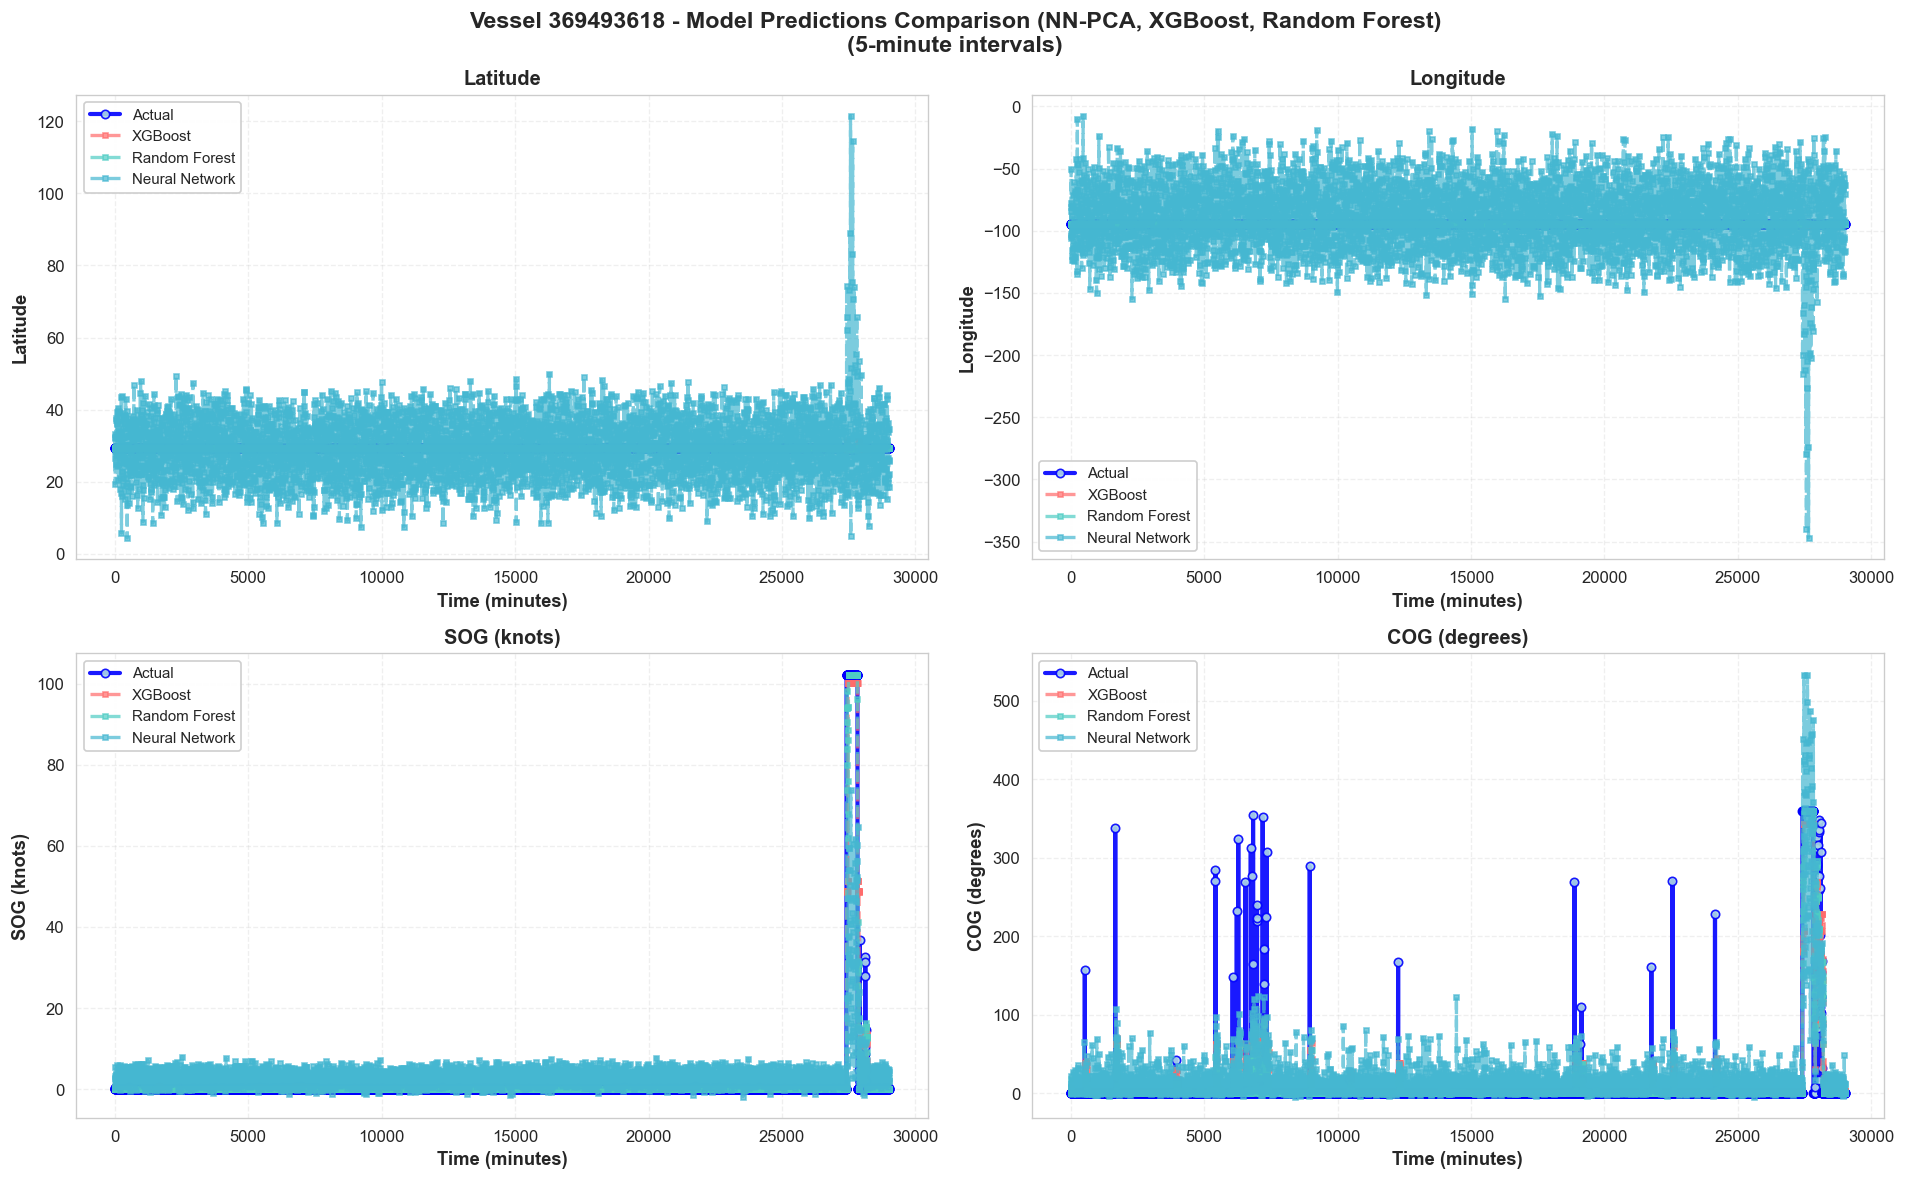 Vessel 369493618 - Model Predictions Comparison (NN-PCA, XGBoost, Random Forest)
(5-minute intervals)
Latitude
Actual
XGBoost
Random Forest
Neural Network
120
100
80
60
40
20
0
Latitude
0
5000
10000
15000
20000
25000
30000
Time (minutes)
Longitude
0
−50
−100
−150
−200
−250
−300
−350
Longitude
Actual
XGBoost
Random Forest
Neural Network
0
5000
10000
15000
20000
25000
30000
Time (minutes)
SOG (knots)
Actual
XGBoost
Random Forest
Neural Network
100
80
60
40
20
0
SOG (knots)
0
5000
10000
15000
20000
25000
30000
Time (minutes)
COG (degrees)
Actual
XGBoost
Random Forest
Neural Network
500
400
300
200
100
0
COG (degrees)
0
5000
10000
15000
20000
25000
30000
Time (minutes)